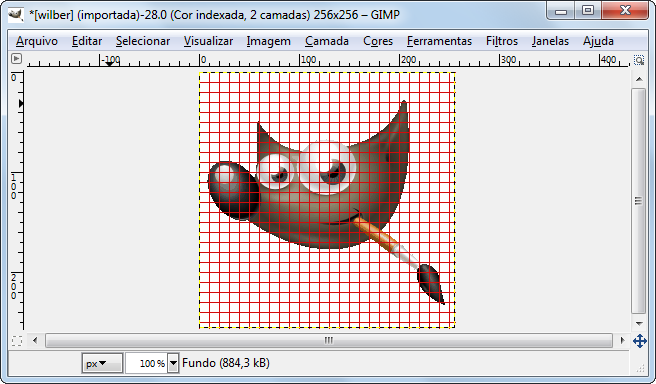 *[wilber] (importada)-28.0 (Cor indexada, 2 camadas) 256x256 – GIMP
Arquivo Editar Selecionar Visualizar Imagem Camada Cores Ferramentas Filtros Janelas Ajuda
-100 0 100 200 300 400
0
100
200
px 100 % Fundo (884,3 kB)